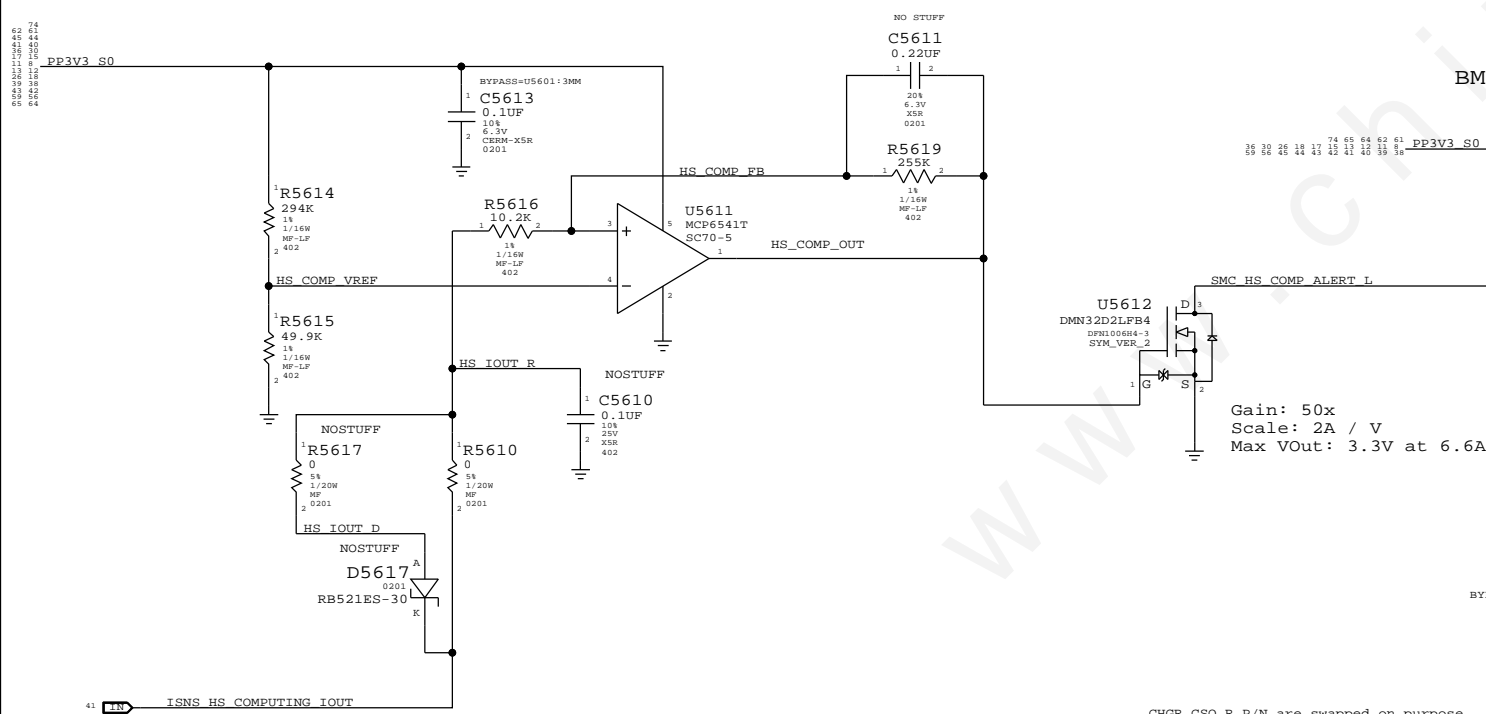 74
62 61
45 44
41 40
36 30
17 15
11 8
13 12
26 18
39 38
43 42
59 56
65 64
PP3V3_S0
BYPASS=U5601:3MM
1
C5613
0.1UF
10%
6.3V
2
CERM-X5R
0201
NO STUFF
C5611
0.22UF
1 2
20%
6.3V
X5R
0201
BM
74 65 64 62 61
36 30 26 18 17 15 13 12 11 8
59 56 45 44 43 42 41 40 39 38
PP3V3_S0
HS_COMP_FB
R5619
255K
1 2
1%
1/16W
MF-LF
402
1
R5614
294K
1%
1/16W
MF-LF
2 402
R5616
10.2K
1 2
1%
1/16W
MF-LF
402
3
+
5
U5611
MCP6541T
SC70-5
1
HS_COMP_OUT
HS_COMP_VREF
4
-
2
1
R5615
49.9K
1%
1/16W
MF-LF
2 402
SMC_HS_COMP_ALERT_L
U5612
DMN32D2LFB4
DFN1006H4-3
SYM_VER_2
D 3
1 G S 2
HS_IOUT_R
NOSTUFF
1 C5610
0.1UF
10%
25V
2 X5R
402
Gain: 50x
Scale: 2A / V
Max VOut: 3.3V at 6.6A
NOSTUFF
1
R5617
0
5%
1/20W
MF
2 0201
1
R5610
0
5%
1/20W
MF
2 0201
HS_IOUT_D
NOSTUFF
A
D5617
0201
RB521ES-30
K
BY
41 IN ISNS_HS_COMPUTING_IOUT
www.chi